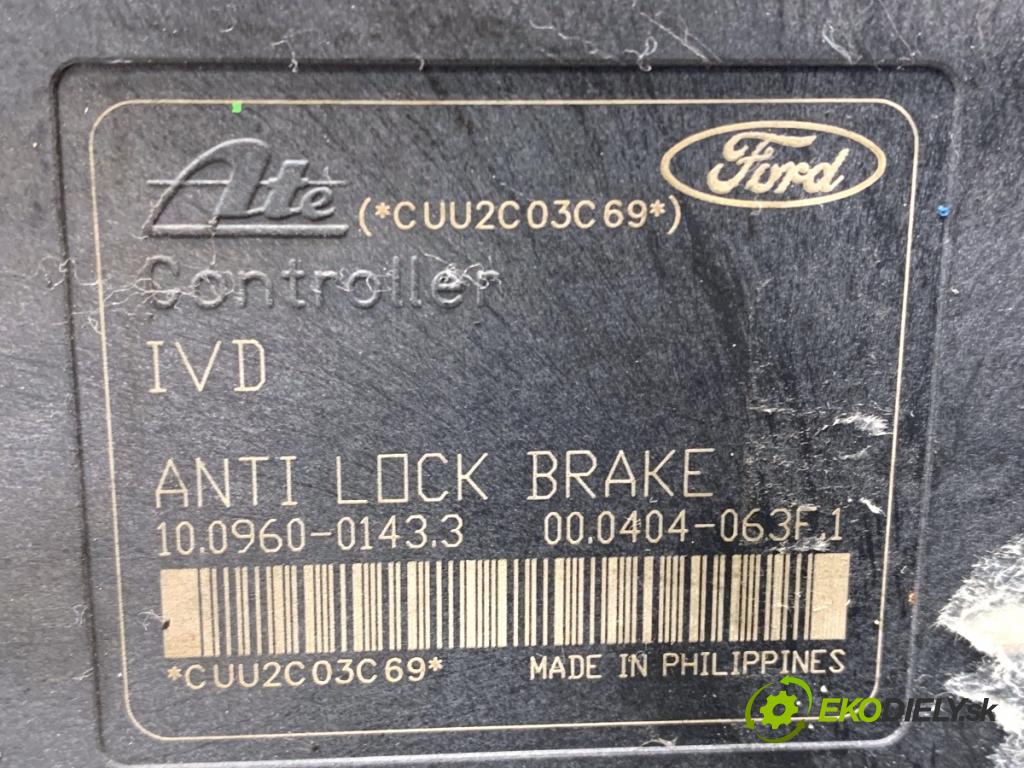 Ate
Ford
(*CUU2C03C69*)
Controller
IVD
ANTI LOCK BRAKE
10.0960-0143.3 00.0404-063F.1
*CUU2C03C69* MADE IN PHILIPPINES
EKODIELY.sk